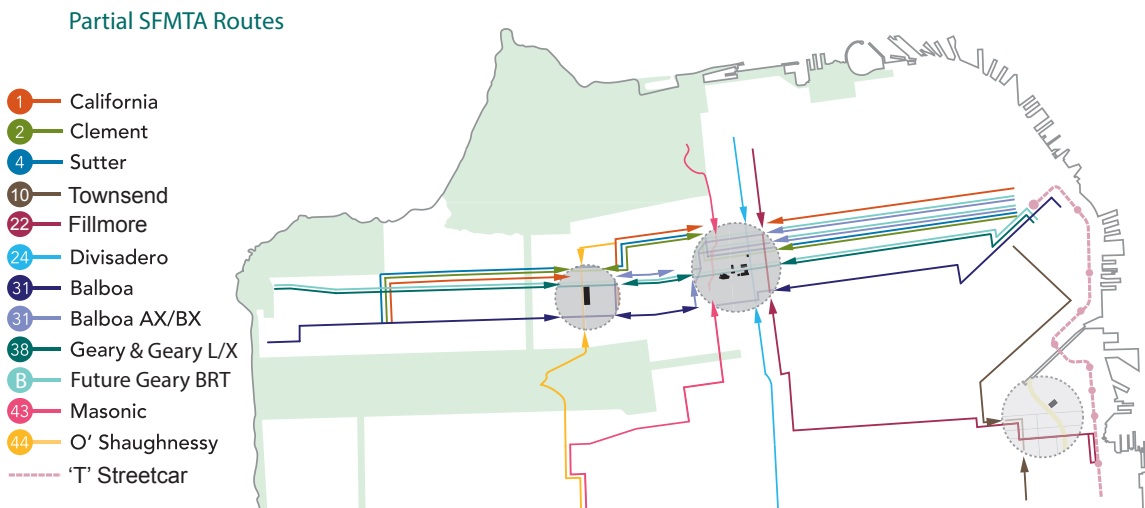 Partial SFMTA Routes
1 California
2 Clement
4 Sutter
10 Townsend
22 Fillmore
24 Divisadero
31 Balboa
31 Balboa AX/BX
38 Geary & Geary L/X
B Future Geary BRT
43 Masonic
44 O’ Shaughnessy
‘T’ Streetcar